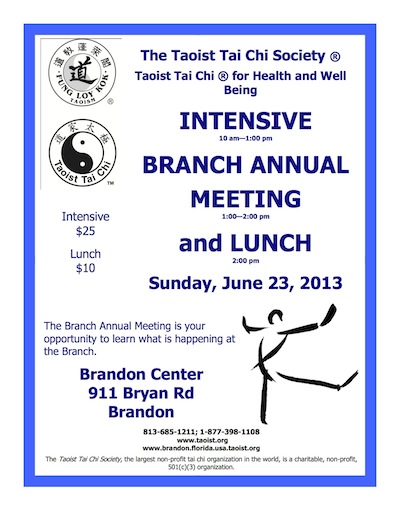 道教蓬萊閣
FUNG LOY KOK
TAOISM
®
道家太極
Taoist Tai Chi
™
Intensive
$25
Lunch
$10
The Taoist Tai Chi Society ®
Taoist Tai Chi ® for Health and Well
Being
INTENSIVE
10 am—1:00 pm
BRANCH ANNUAL
MEETING
1:00—2:00 pm
and LUNCH
2:00 pm
Sunday, June 23, 2013
The Branch Annual Meeting is your
opportunity to learn what is happening at
the Branch.
Brandon Center
911 Bryan Rd
Brandon
813-685-1211; 1-877-398-1108
www.taoist.org
www.brandon.florida.usa.taoist.org
The Taoist Tai Chi Society, the largest non-profit tai chi organization in the world, is a charitable, non-profit,
501(c)(3) organization.